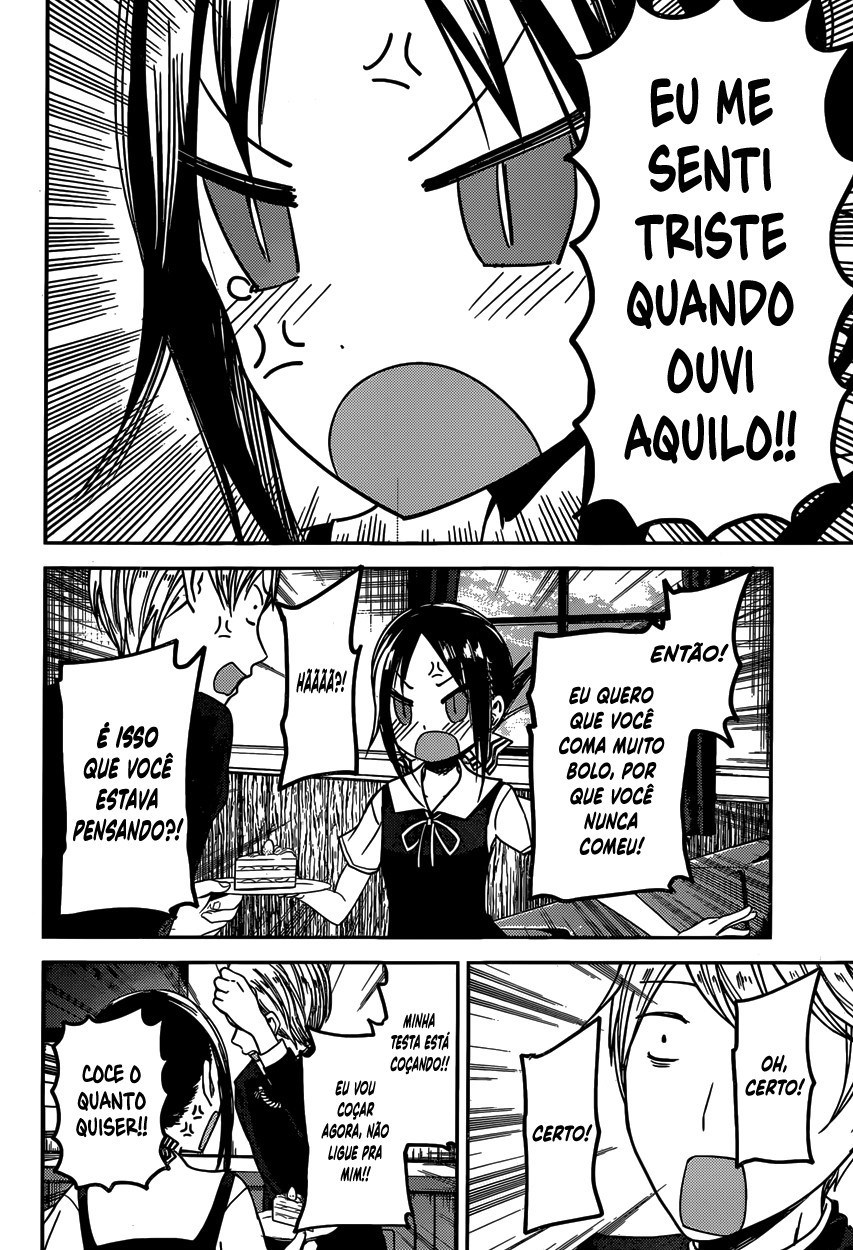 EU ME
SENTI
TRISTE
QUANDO
OUVI
AQUILO!!
ENTÃO!
EU QUERO
QUE VOCÊ
COMA MUITO
BOLO, POR
QUE VOCÊ
NUNCA
COMEU!
HÃÃÃÃ?!
É ISSO
QUE VOCÊ
ESTAVA
PENSANDO?!
OH,
CERTO!
CERTO!
MINHA
TESTA ESTÁ
COÇANDO!!
EU VOU
COÇAR
AGORA, NÃO
LIGUE PRA
MIM!!
COCE O
QUANTO
QUISER!!